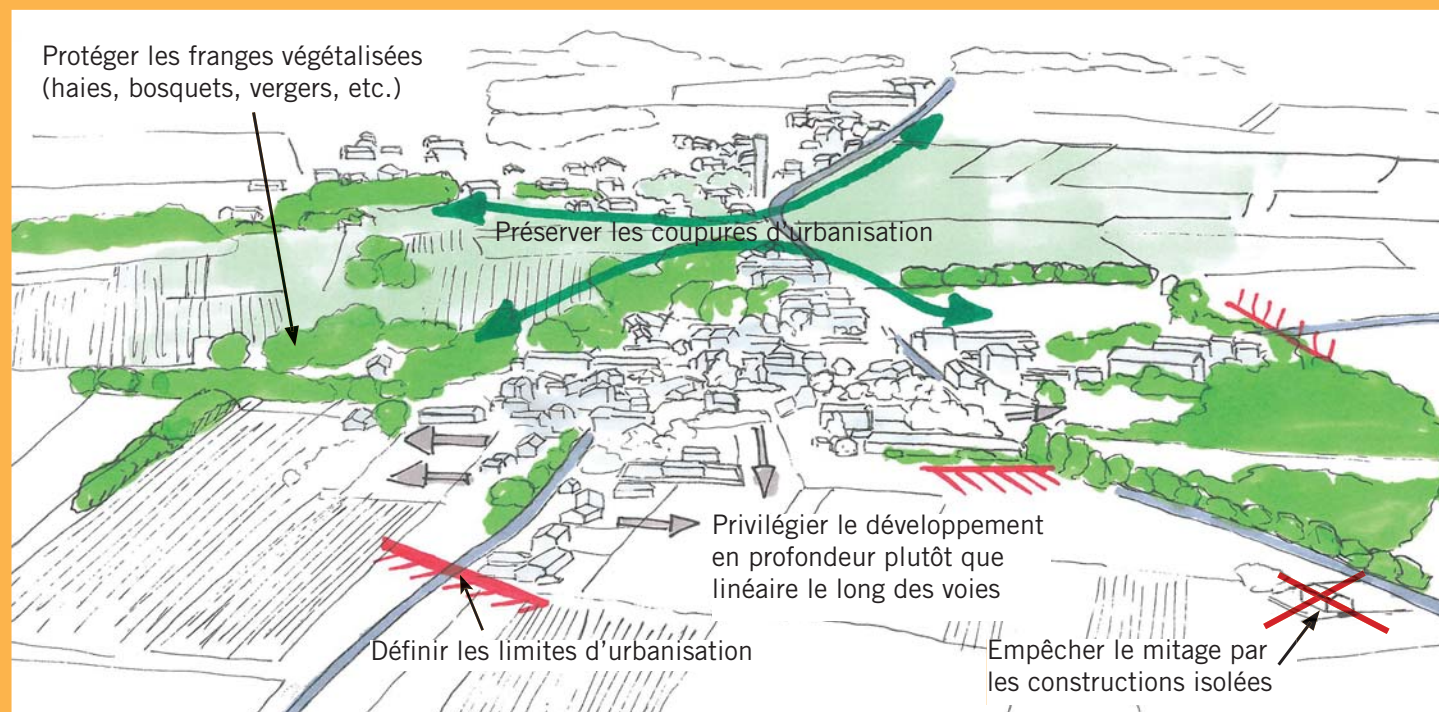 Protéger les franges végétalisées
(haies, bosquets, vergers, etc.)
Préserver les coupures d'urbanisation
Privilégier le développement
en profondeur plutôt que
linéaire le long des voies
Définir les limites d'urbanisation
Empêcher le mitage par
les constructions isolées